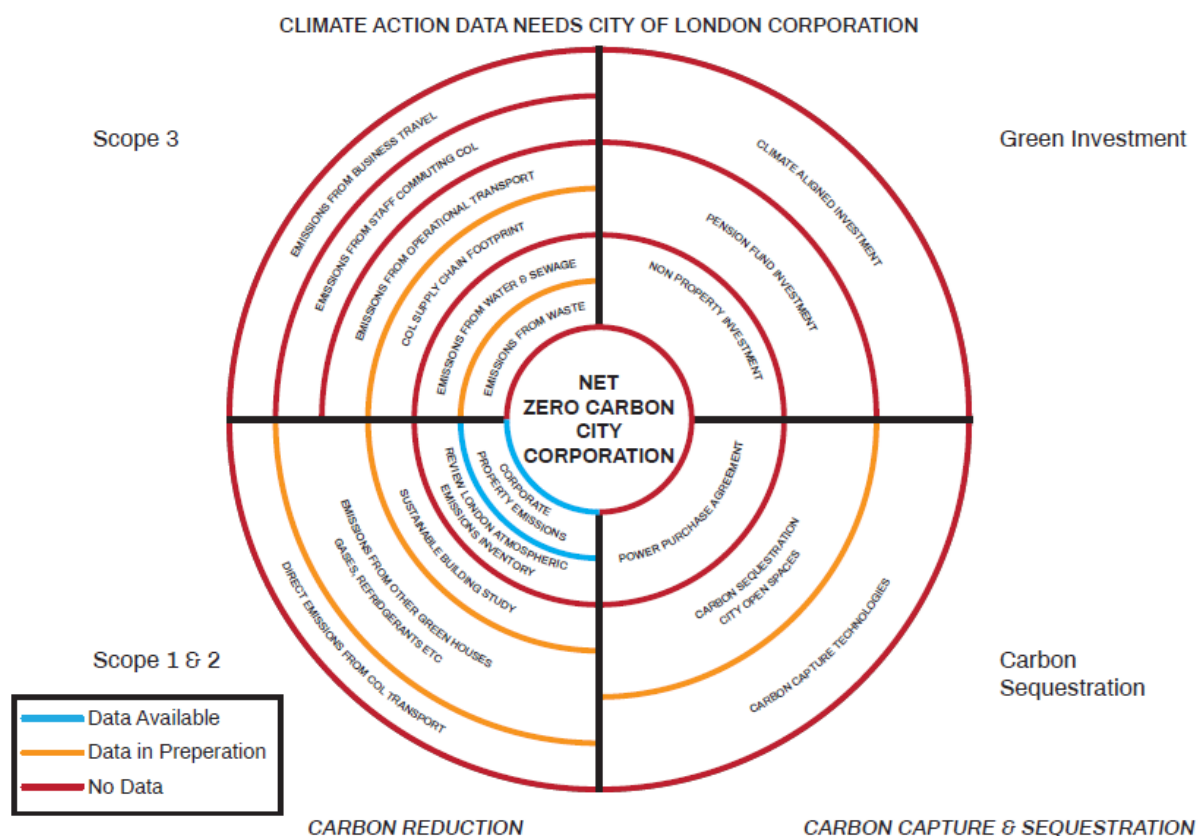 CLIMATE ACTION DATA NEEDS CITY OF LONDON CORPORATION
Scope 3
EMISSIONS FROM BUSINESS TRAVEL
EMISSIONS FROM STAFF COMMUTING COL
EMISSIONS FROM OPERATIONAL TRANSPORT
COL SUPPLY CHAIN FOOTPRINT
EMISSIONS FROM WATER & SEWAGE
EMISSIONS FROM WASTE
Green Investment
CLIMATE ALIGNED INVESTMENT
PENSION FUND INVESTMENT
NON PROPERTY INVESTMENT
NET
ZERO CARBON
CITY
CORPORATION
CORPORATE
PROPERTY EMISSIONS
REVIEW LONDON ATMOSPHERIC
EMISSIONS INVENTORY
SUSTAINABLE BUILDING STUDY
EMISSIONS FROM OTHER GREEN HOUSES
GASES, REFRIDGERANTS ETC
DIRECT EMISSIONS FROM COL TRANSPORT
Scope 1 & 2
POWER PURCHASE AGREEMENT
CARBON SEQUESTRATION
CITY OPEN SPACES
CARBON CAPTURE TECHNOLOGIES
Carbon
Sequestration
Data Available
Data in Preperation
No Data
CARBON REDUCTION
CARBON CAPTURE & SEQUESTRATION